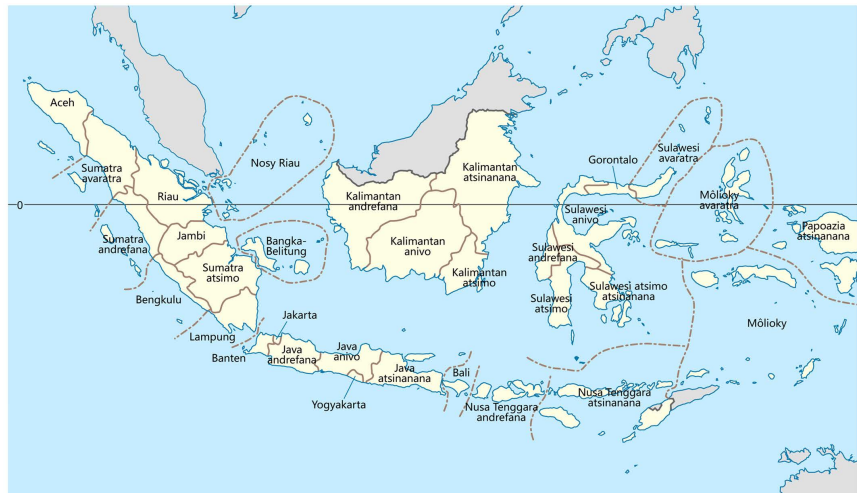 Aceh
Sumatra
avaratra
Riau
Nosy Riau
Kalimantan
atsinanana
Kalimantan
andrefana
Gorontalo
Sulawesi
avaratra
Môlioky
avaratra
0
Sumatra
andrefana
Jambi
Bangka-
Belitung
Sumatra
atsimo
Kalimantan
anivo
Kalimantan
atsimo
Sulawesi
anivo
Sulawesi
andrefana
Sulawesi
atsimo
Sulawesi atsimo
atsinanana
Papoazia
atsinanana
Môlioky
Bengkulu
Lampung
Banten
Jakarta
Java
andrefana
Java
anivo
Yogyakarta
Java
atsinanana
Bali
Nusa Tenggara
andrefana
Nusa Tenggara
atsinanana